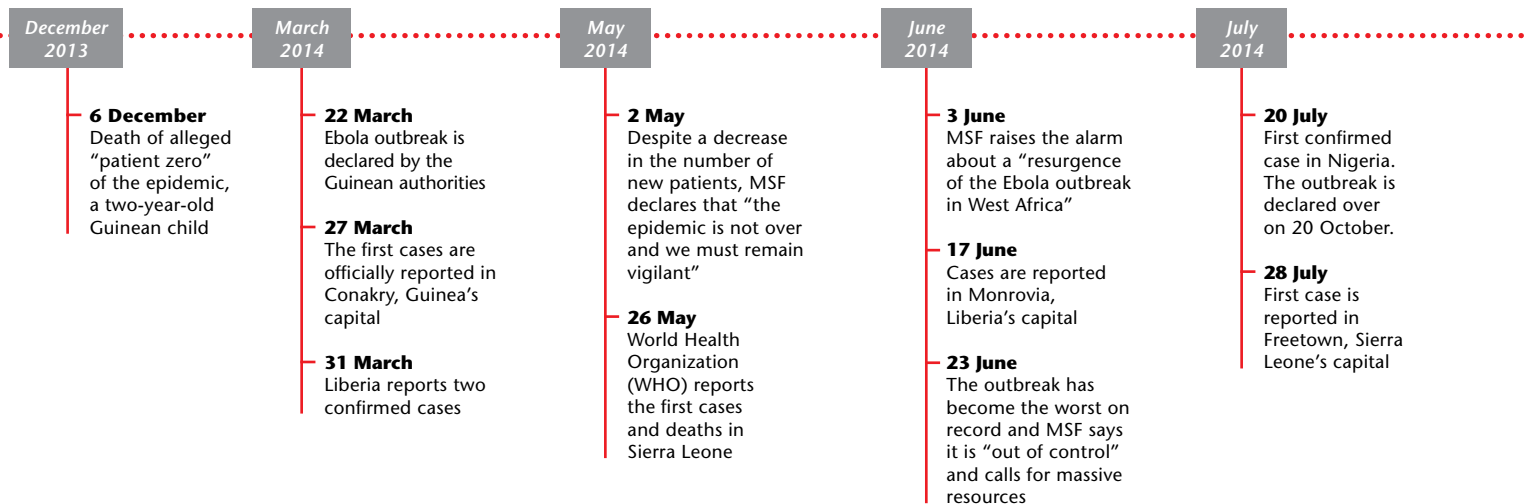 December
2013
6 December
Death of alleged
“patient zero”
of the epidemic,
a two-year-old
Guinean child
March
2014
22 March
Ebola outbreak is
declared by the
Guinean authorities
27 March
The first cases are
officially reported in
Conakry, Guinea’s
capital
31 March
Liberia reports two
confirmed cases
May
2014
2 May
Despite a decrease
in the number of
new patients, MSF
declares that “the
epidemic is not over
and we must remain
vigilant”
26 May
World Health
Organization
(WHO) reports
the first cases
and deaths in
Sierra Leone
June
2014
3 June
MSF raises the alarm
about a “resurgence
of the Ebola outbreak
in West Africa”
17 June
Cases are reported
in Monrovia,
Liberia’s capital
23 June
The outbreak has
become the worst on
record and MSF says
it is “out of control”
and calls for massive
resources
July
2014
20 July
First confirmed
case in Nigeria.
The outbreak is
declared over
on 20 October.
28 July
First case is
reported in
Freetown, Sierra
Leone’s capital